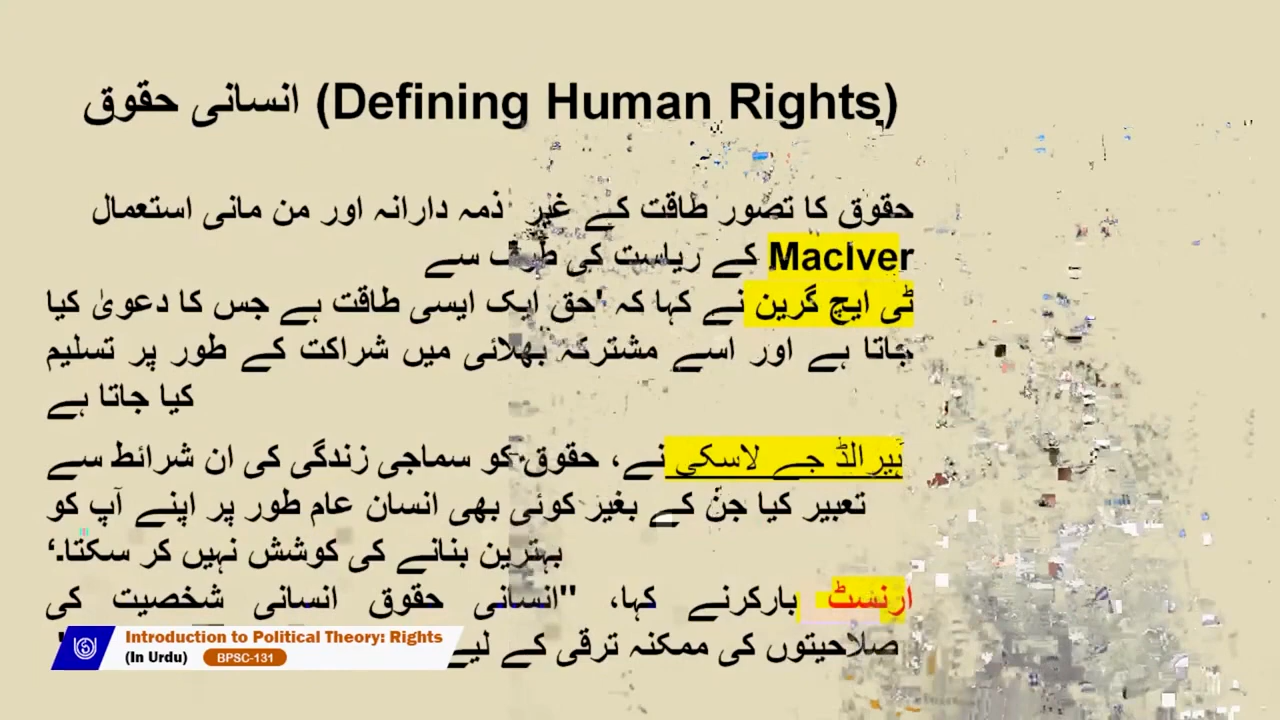 انسانی حقوق (Defining Human Rights)
حقوق کا تصور طاقت کے غیر ذمہ دارانہ اور من مانی استعمال
MacIver کے ریاست کی طرف سے
ٹی ایچ گرین نے کہا کہ 'حق ایک ایسی طاقت ہے جس کا دعویٰ کیا
جاتا ہے اور اسے مشترکہ بھلائی میں شراکت کے طور پر تسلیم
کیا جاتا ہے
ہیرالڈ جے لاسکی نے، حقوق کو سماجی زندگی کی ان شرائط سے
تعبیر کیا جن کے بغیر کوئی بھی انسان عام طور پر اپنے آپ کو
بہترین بنانے کی کوشش نہیں کر سکتا۔‘
ارنسٹ بارکرنے کہا، "انسانی حقوق انسانی شخصیت کی
صلاحیتوں کی ممکنہ ترقی کے لیے
Introduction to Political Theory: Rights
(In Urdu) BPSC-131